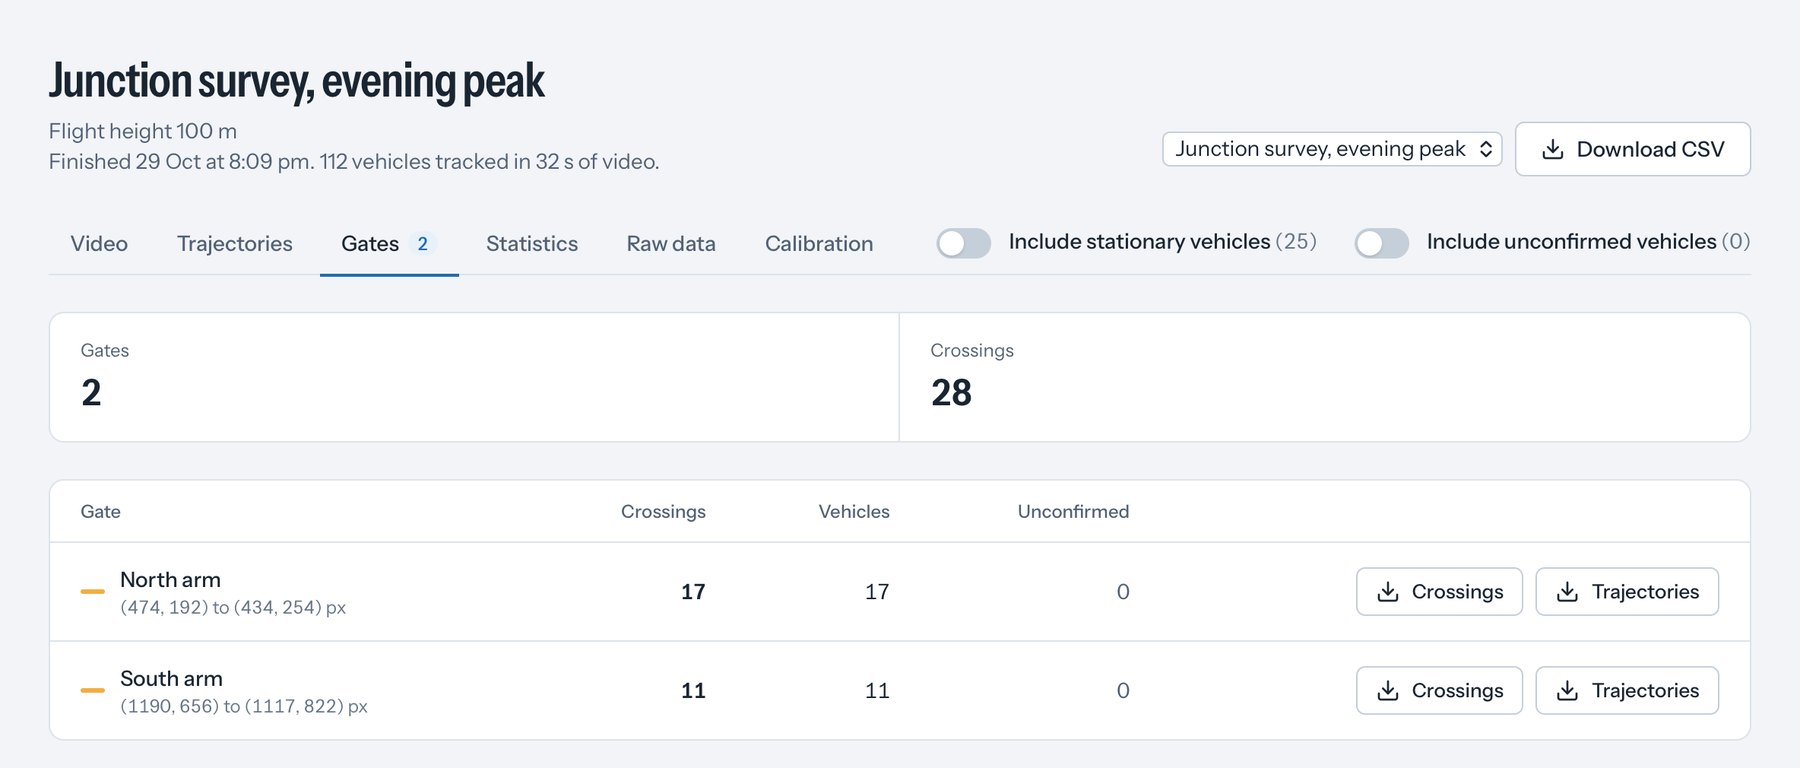 Junction survey, evening peak
Flight height 100 m
Finished 29 Oct at 8:09 pm. 112 vehicles tracked in 32 s of video.
Junction survey, evening peak
Download CSV
Video
Trajectories
Gates 2
Statistics
Raw data
Calibration
Include stationary vehicles (25)
Include unconfirmed vehicles (0)
Gates
2
Crossings
28
Gate Crossings Vehicles Unconfirmed
North arm
(474, 192) to (434, 254) px
17 17 0 Crossings Trajectories
South arm
(1190, 656) to (1117, 822) px
11 11 0 Crossings Trajectories